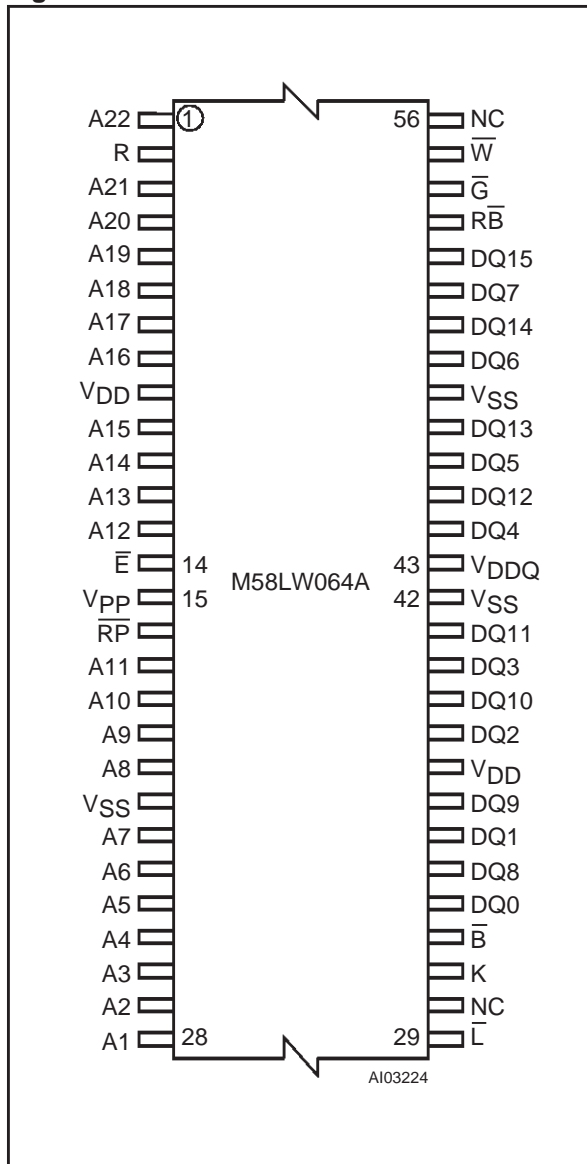 A22 1 56 NC
R W̅
A21 G̅
A20 RB̅
A19 DQ15
A18 DQ7
A17 DQ14
A16 DQ6
VDD VSS
A15 DQ13
A14 DQ5
A13 DQ12
A12 DQ4
E̅ 14 M58LW064A 43 VDDQ
VPP 15 42 VSS
R̅P̅ DQ11
A11 DQ3
A10 DQ10
A9 DQ2
A8 VDD
VSS DQ9
A7 DQ1
A6 DQ8
A5 DQ0
A4 B̅
A3 K
A2 NC
A1 28 29 L̅
AI03224